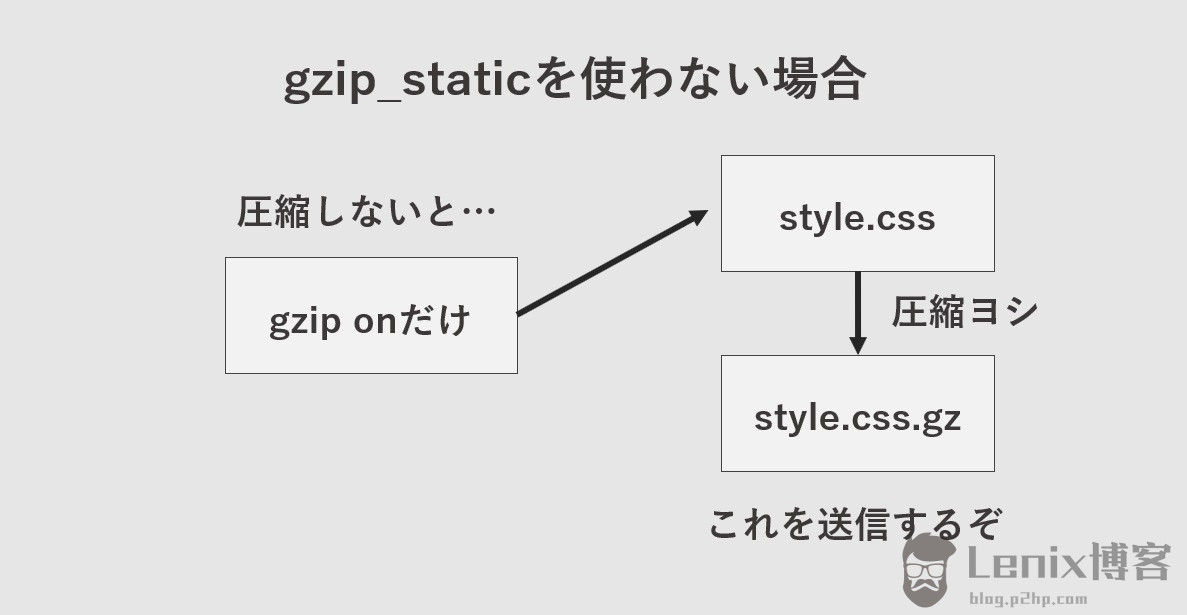 gzip_staticを使わない場合
圧縮しないと…
gzip onだけ
style.css
圧縮ヨシ
style.css.gz
これを送信するぞ
Lenix博客
blog.p2hp.com